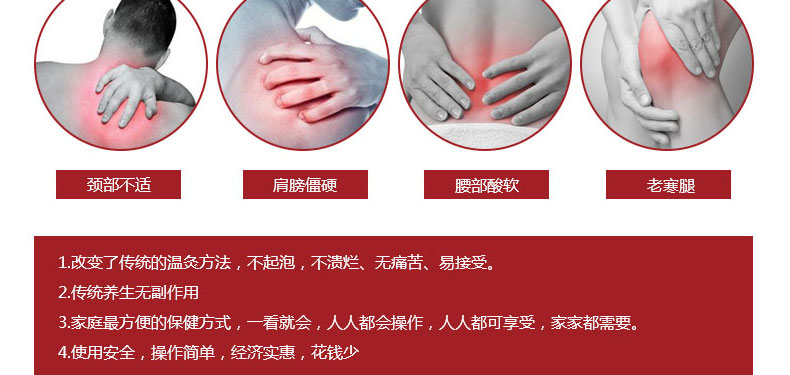 颈部不适
肩膀僵硬
腰部酸软
老寒腿
1.改变了传统的温灸方法，不起泡，不溃烂、无痛苦、易接受。
2.传统养生无副作用
3.家庭最方便的保健方式，一看就会，人人都会操作，人人都可享受，家家都需要。
4.使用安全，操作简单，经济实惠，花钱少